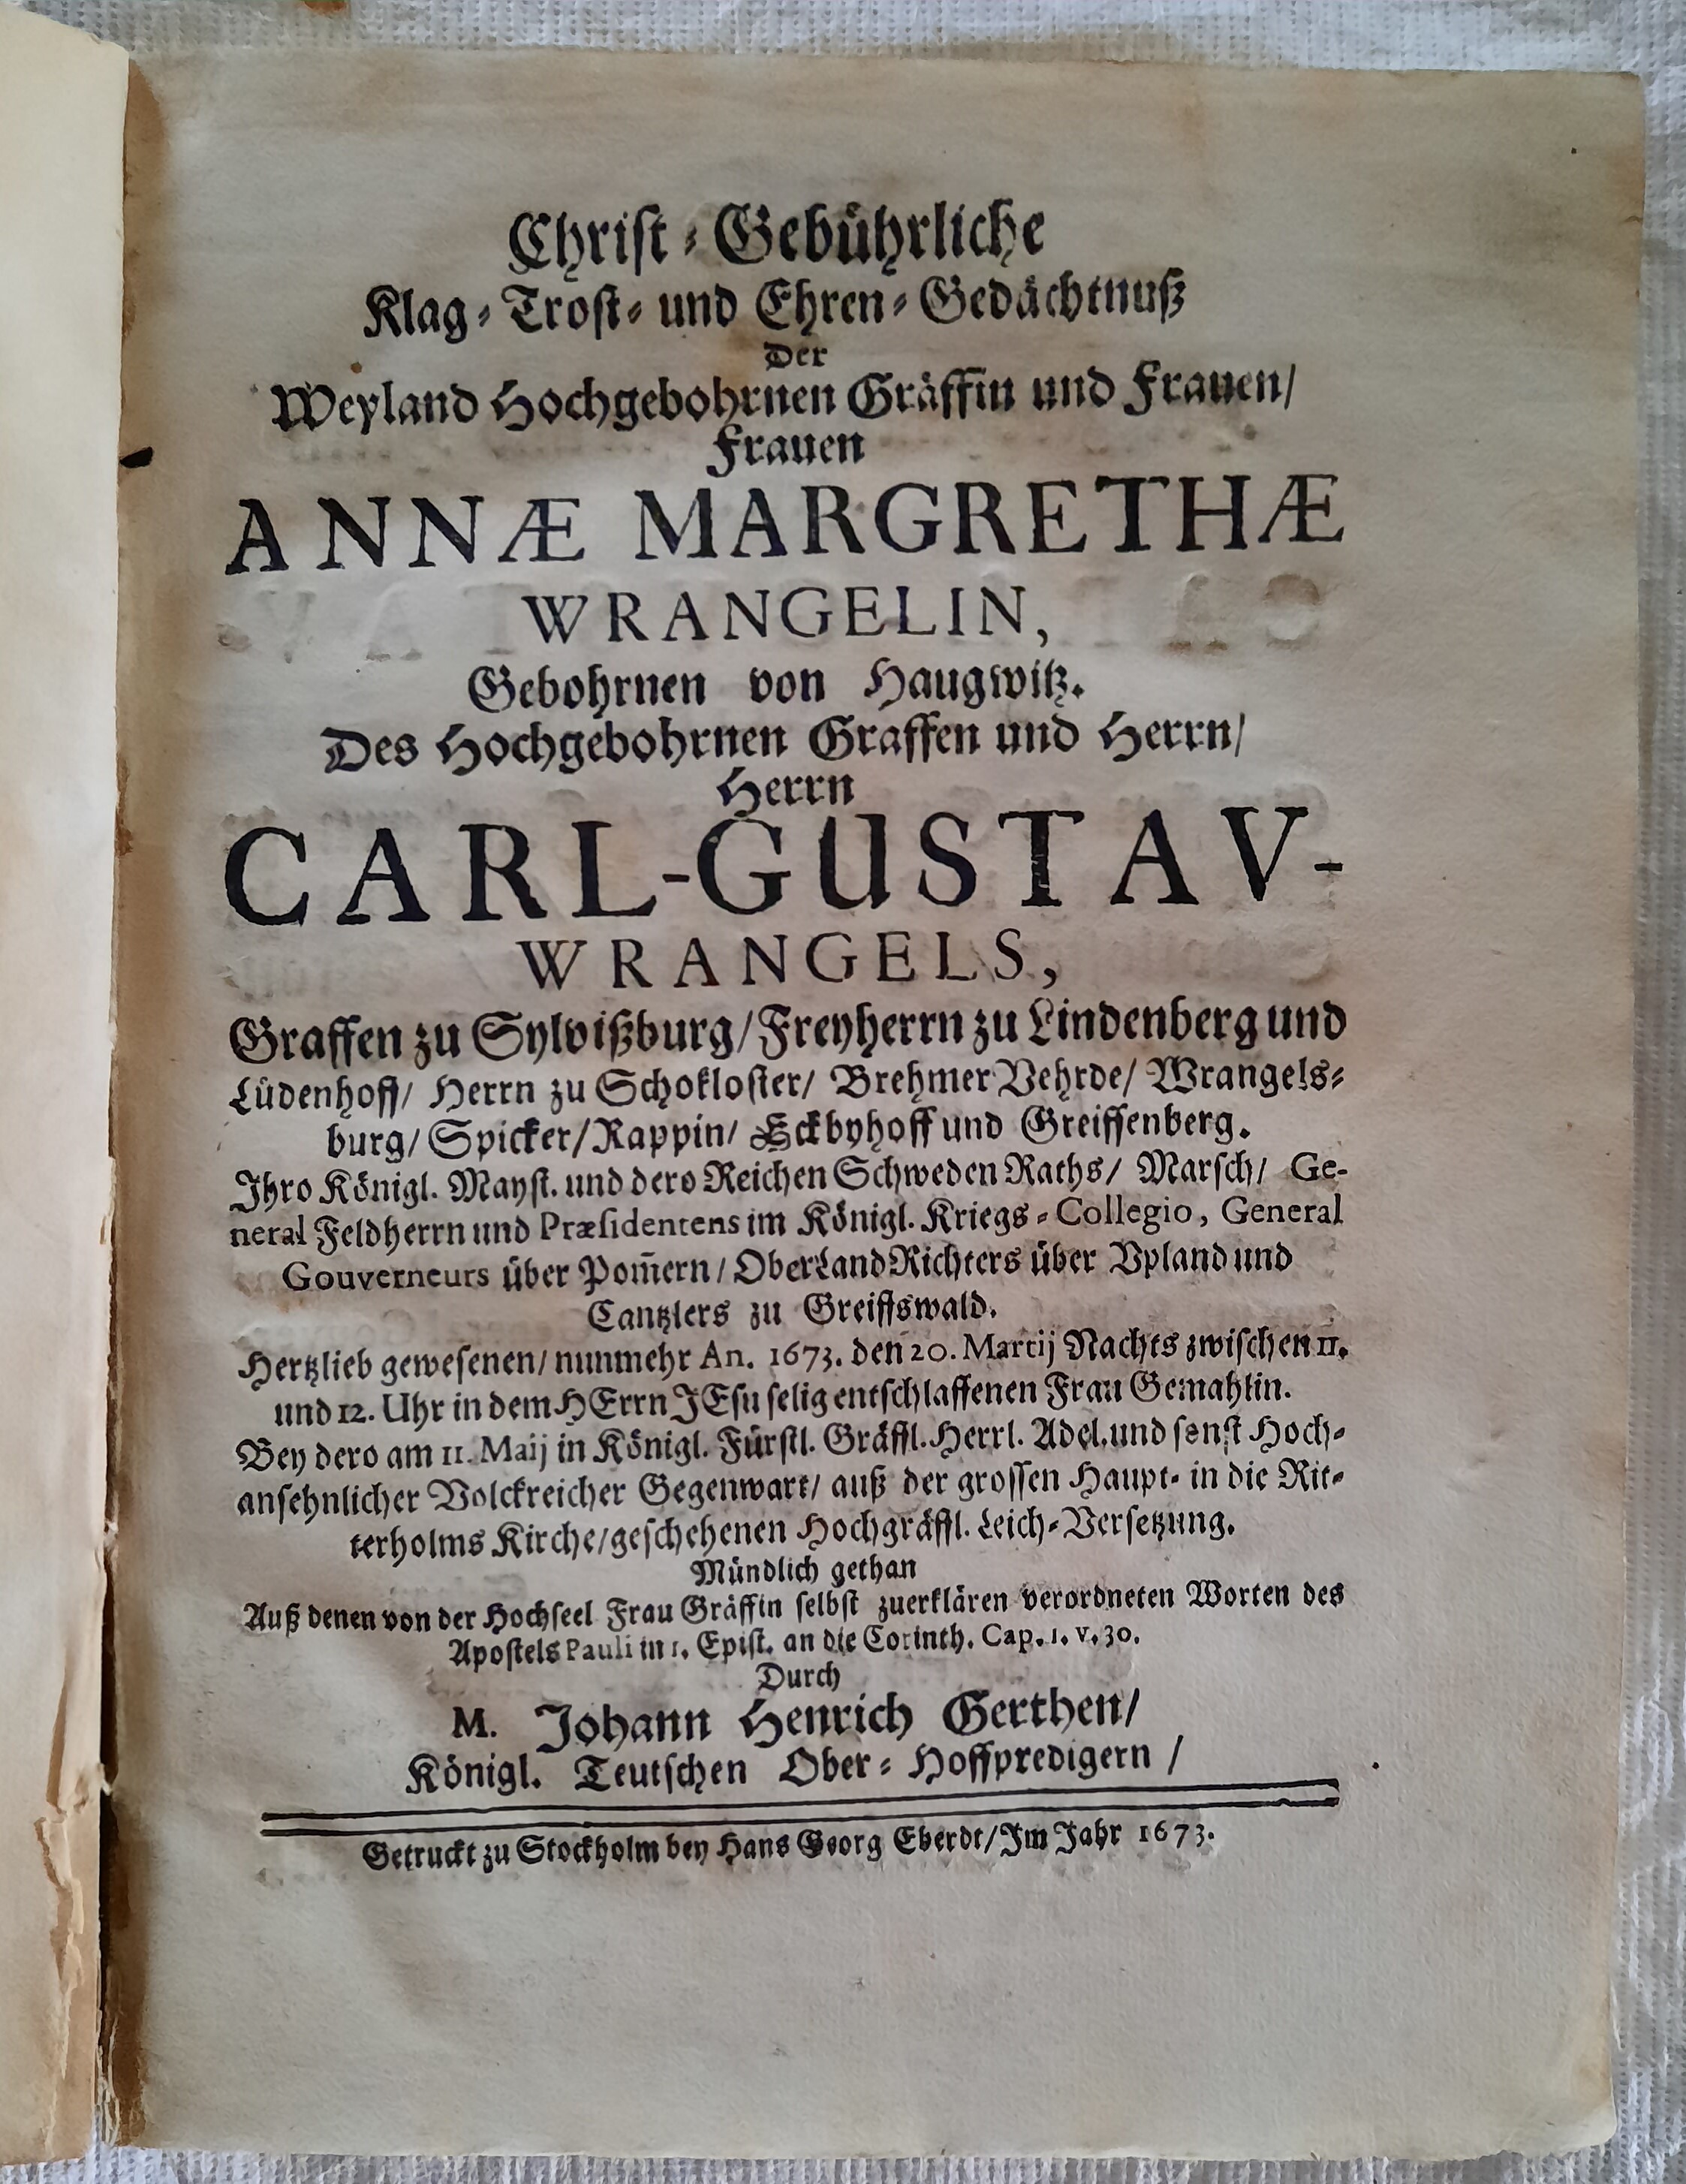 Christ-Gebührliche
Klag-Trost- und Ehren-Gedächtnuß
Der
Weyland Hochgebohrnen Gräffin und Frauen/
Frauen
ANNÆ MARGRETHÆ
WRANGELIN,
Gebohrnen von Haugwitz.
Des Hochgebohrnen Graffen und Herrn/
Herrn
CARL-GUSTAV-
WRANGELS,
Graffen zu Sylvißburg/Freyherrn zu Lindenberg und
Lüdenhoff/ Herrn zu Schokloster/ Brehmer Vehrde/ Wrangels-
burg/ Spicker/ Rappin/ Eckbyhoff und Greiffenberg.
Ihro Königl. Mayst. und dero Reichen Schweden Raths/ Marsch/ Ge-
neral Feldherrn und Præsidentens im Königl. Kriegs-Collegio, General
Gouverneurs über Pom̃ern/ OberLandRichters über Vpland und
Cantzlers zu Greiffswald.
Hertzlieb gewesenen/ nunmehr An. 1673. den 20. Martij Nachts zwischen 11.
und 12. Uhr in dem HErrn JEsu selig entschlaffenen Frau Gemahlin.
Bey dero am 11. Maij in Königl. Fürstl. Gräffl. Herrl. Adel. und sonst Hoch-
ansehnlicher Volckreicher Gegenwart/ auß der grossen Haupt- in die Rit-
terholms Kirche/geschehenen Hochgräffl. Leich-Versetzung.
Mündlich gethan
Auß denen von der Hochseel Frau Gräffin selbst zuerklären verordneten Worten des
Apostels Pauli in 1. Epist. an die Corinth. Cap. 1. v. 30.
Durch
M. Johann Henrich Gerthen/
Königl. Teutschen Ober-Hoffpredigern /
Getruckt zu Stockholm bey Hans Georg Eberdt/Im Jahr 1673.